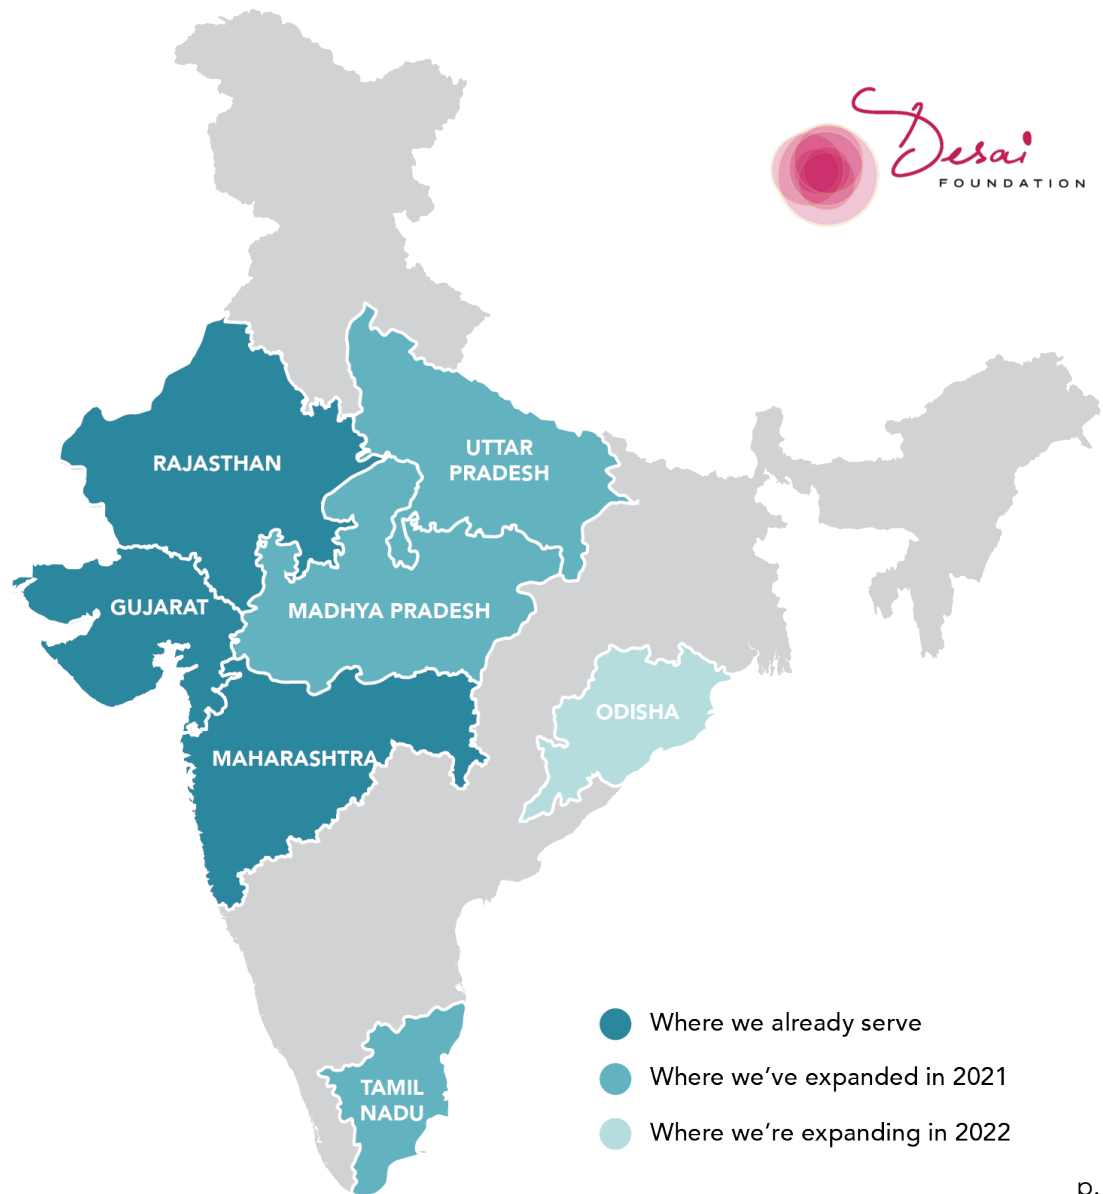 Desai
FOUNDATION
RAJASTHAN
UTTAR
PRADESH
GUJARAT
MADHYA PRADESH
ODISHA
MAHARASHTRA
Where we already serve
Where we've expanded in 2021
TAMIL
NADU
Where we're expanding in 2022
p.